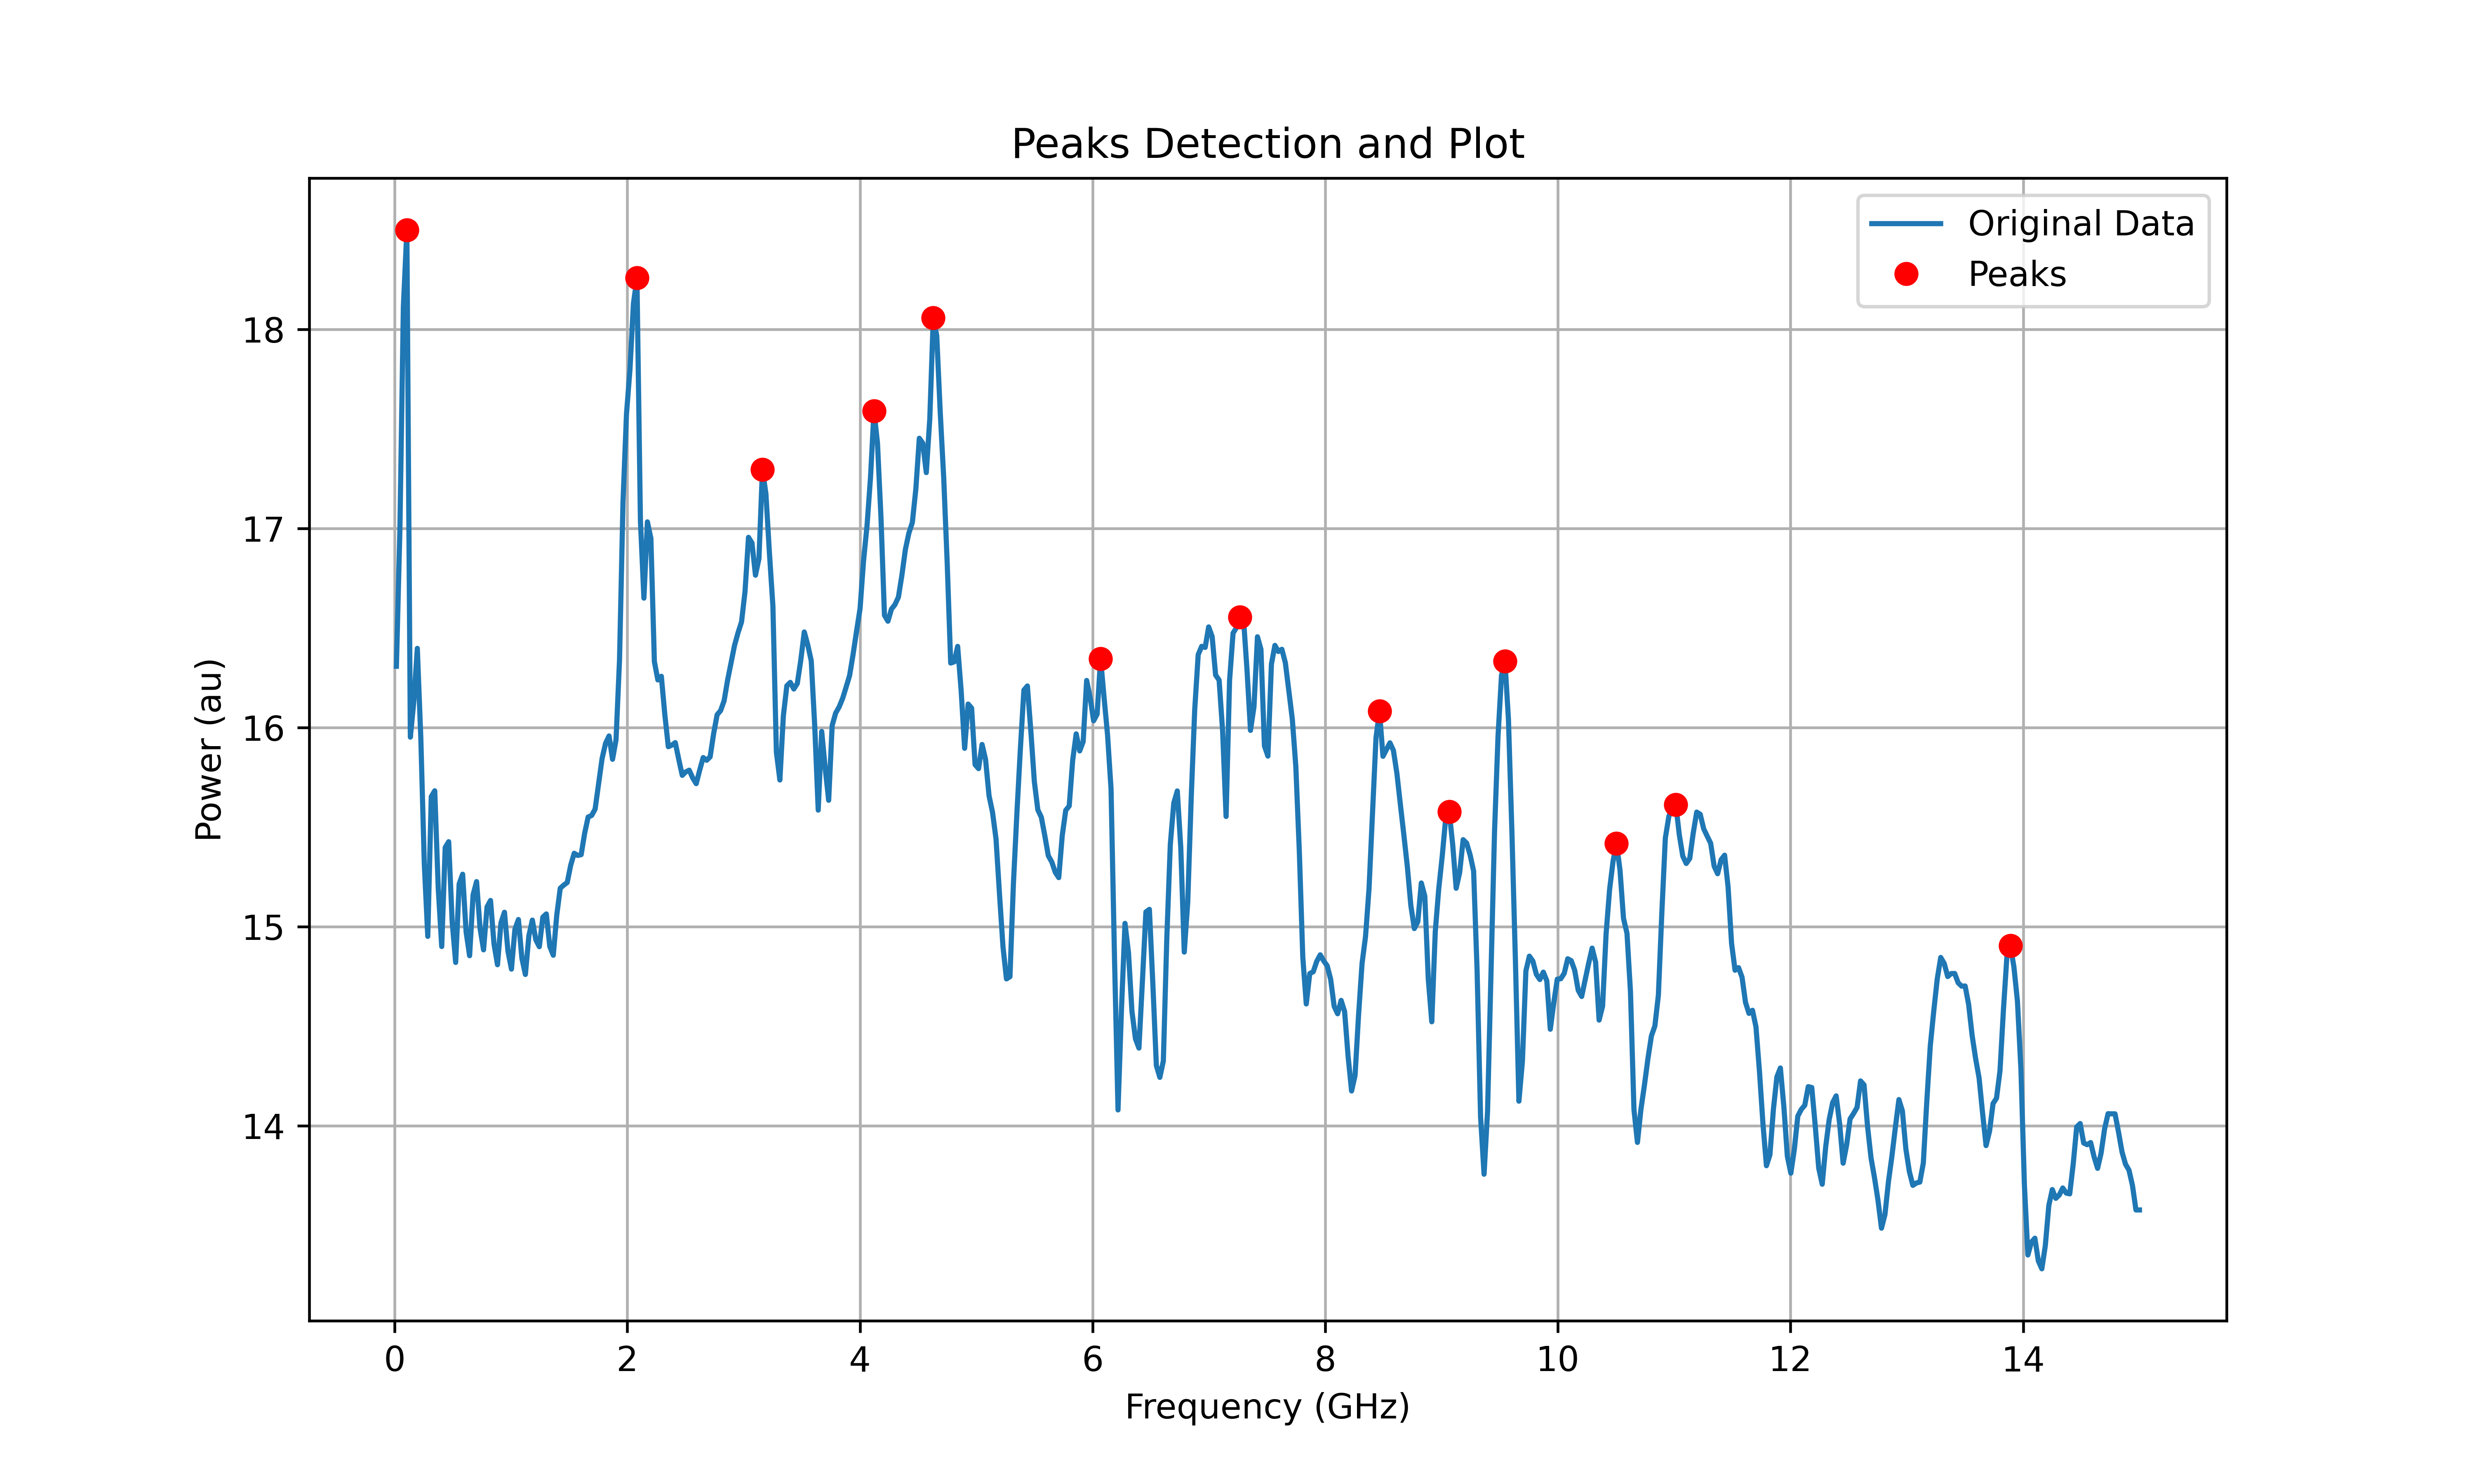 Peaks Detection and Plot
Original Data
Peaks
Power (au)
18
17
16
15
14
0 2 4 6 8 10 12 14
Frequency (GHz)